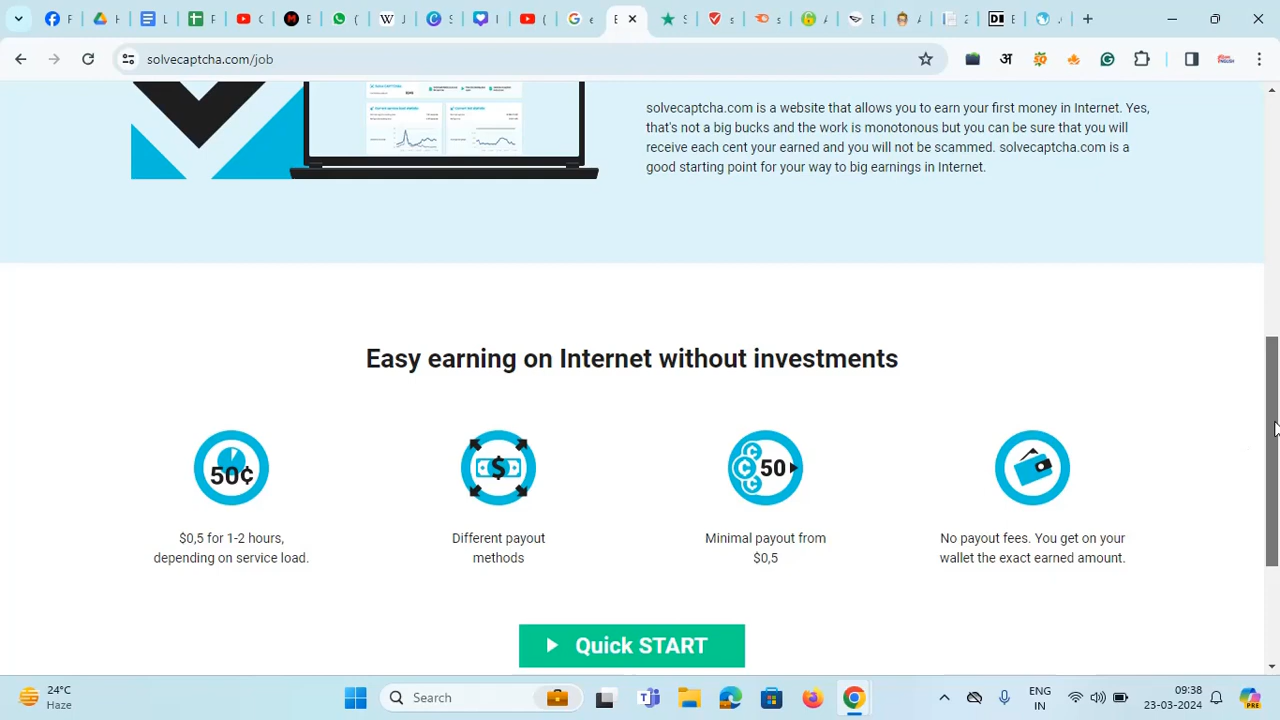 solvecaptcha.com/job
solvecaptcha.com is a website that allows you to earn your first money in Internet
that's not a big bucks and the work is monotonous but you can be sure that you will
receive each cent your earned and you will not be scammed. solvecaptcha.com is a
good starting point for your way to big earnings in Internet.
Easy earning on Internet without investments
50¢
$
50
$0,5 for 1-2 hours,
depending on service load.
Different payout
methods
Minimal payout from
$0,5
No payout fees. You get on your
wallet the exact earned amount.
Quick START
24°C
Haze
Search
ENG
IN
09:38
23-03-2024